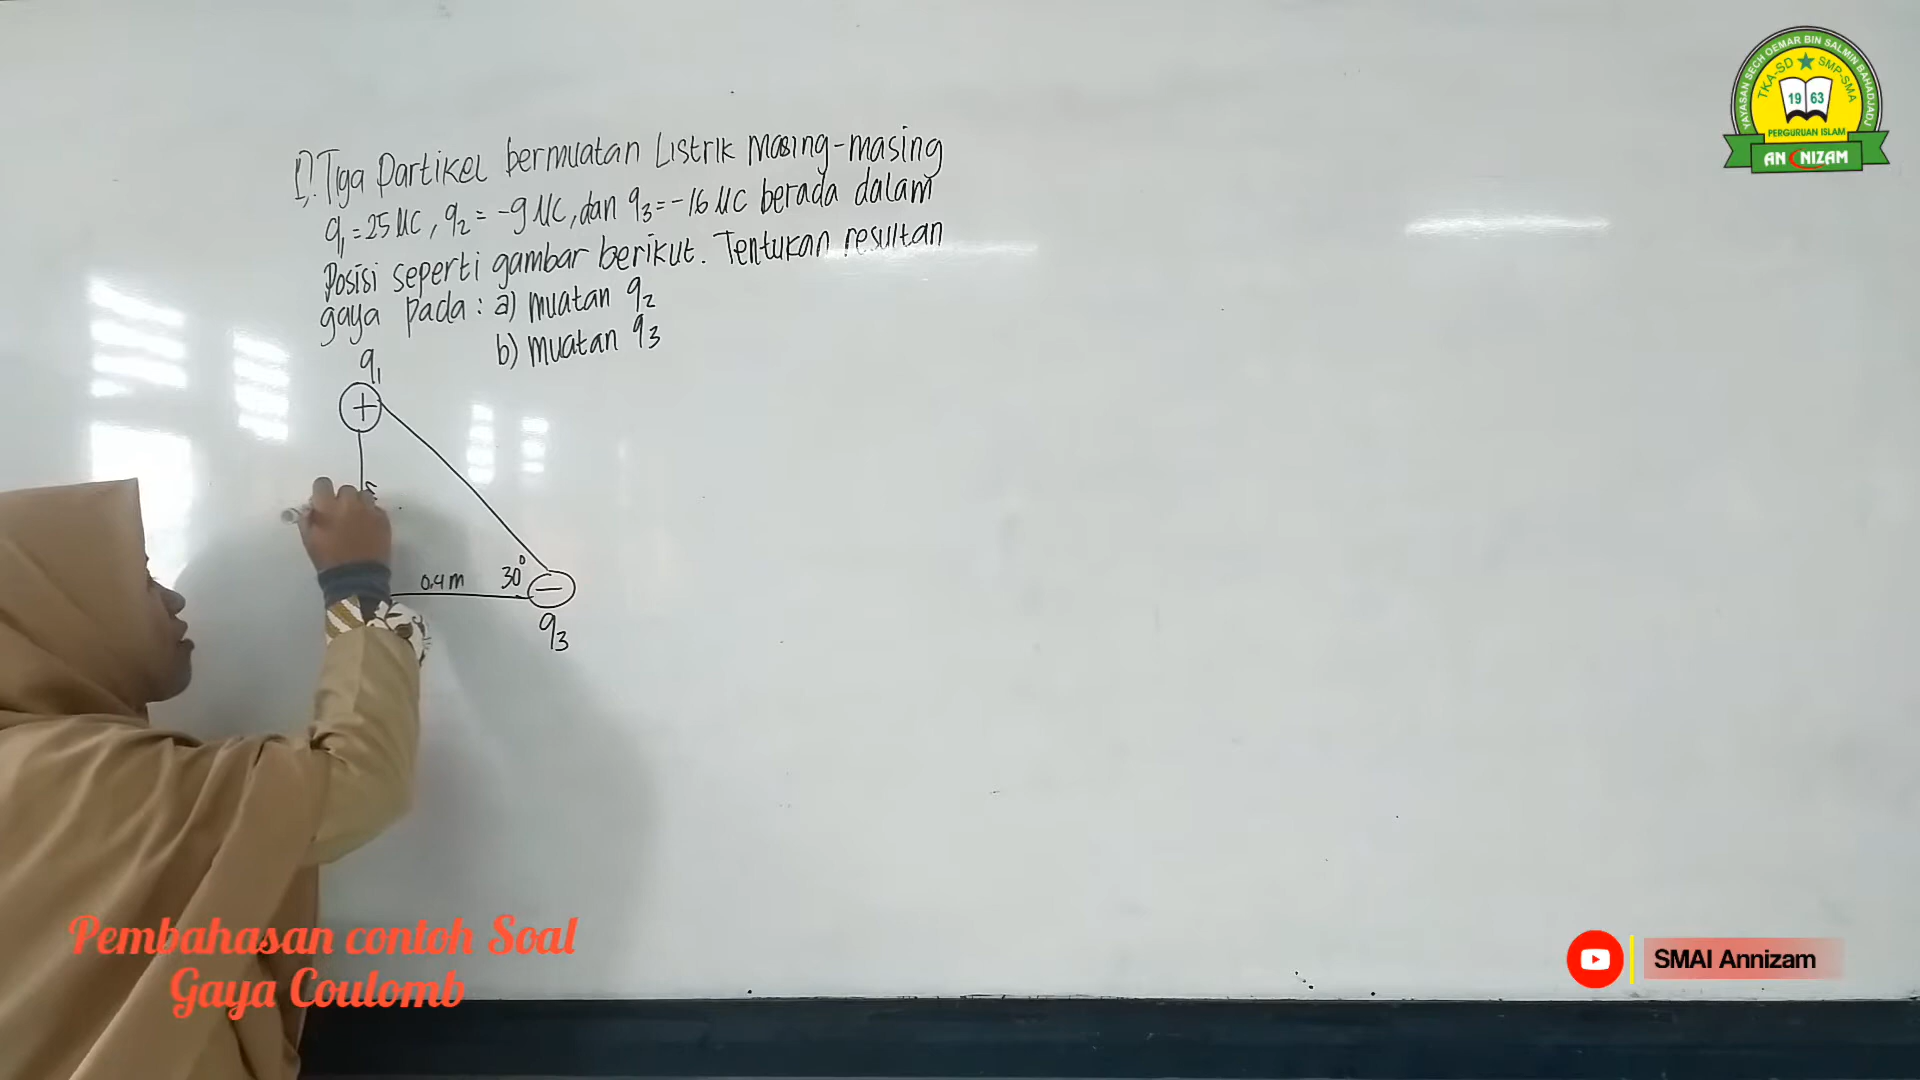 1). Tiga Partikel bermuatan Listrik masing-masing
q1 = 25 μC, q2 = -9 μC, dan q3 = -16 μC berada dalam
Posisi seperti gambar berikut. Tentukan resultan
gaya pada : a) muatan q2
b) muatan q3
q1
+
0,4 m
30°
−
q3
YAYASAN SECH OEMAR BIN SALMIN BAHADJADJ
TKA-SD ★ SMP-SMA
19 63
PERGURUAN ISLAM
AN NIZAM
Pembahasan contoh Soal
Gaya Coulomb
SMAI Annizam